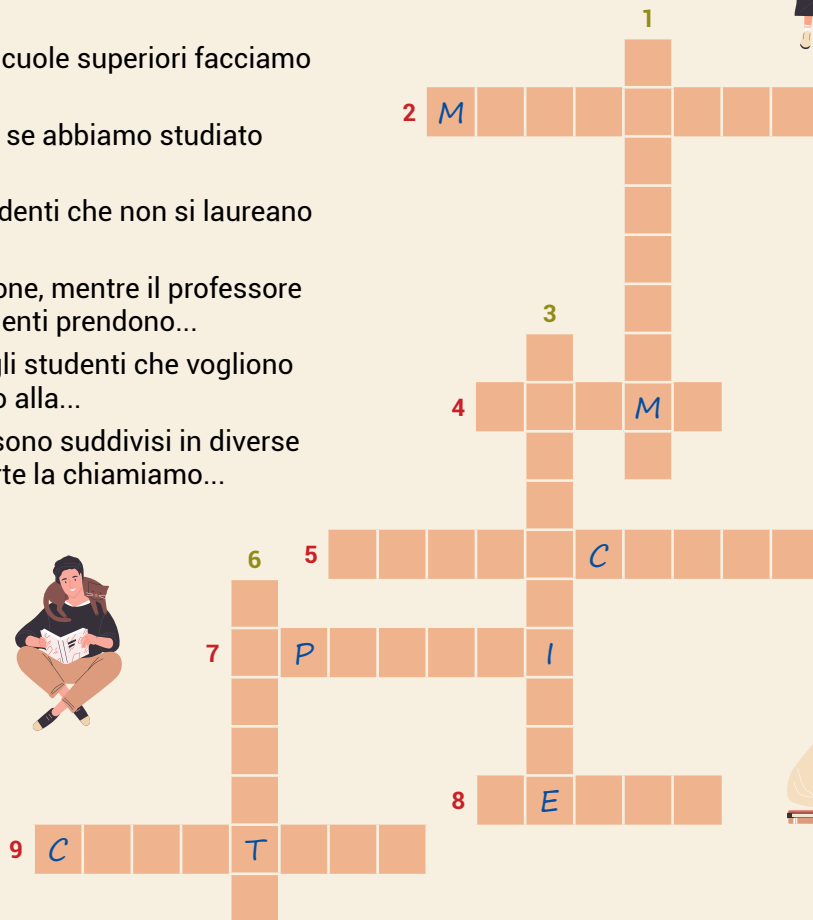 cuole superiori facciamo
se abbiamo studiato
denti che non si laureano
one, mentre il professore
enti prendono...
gli studenti che vogliono
o alla...
sono suddivisi in diverse
rte la chiamiamo...
1
2 M
3
4 M
5 C
6
7 P I
8 E
9 C T